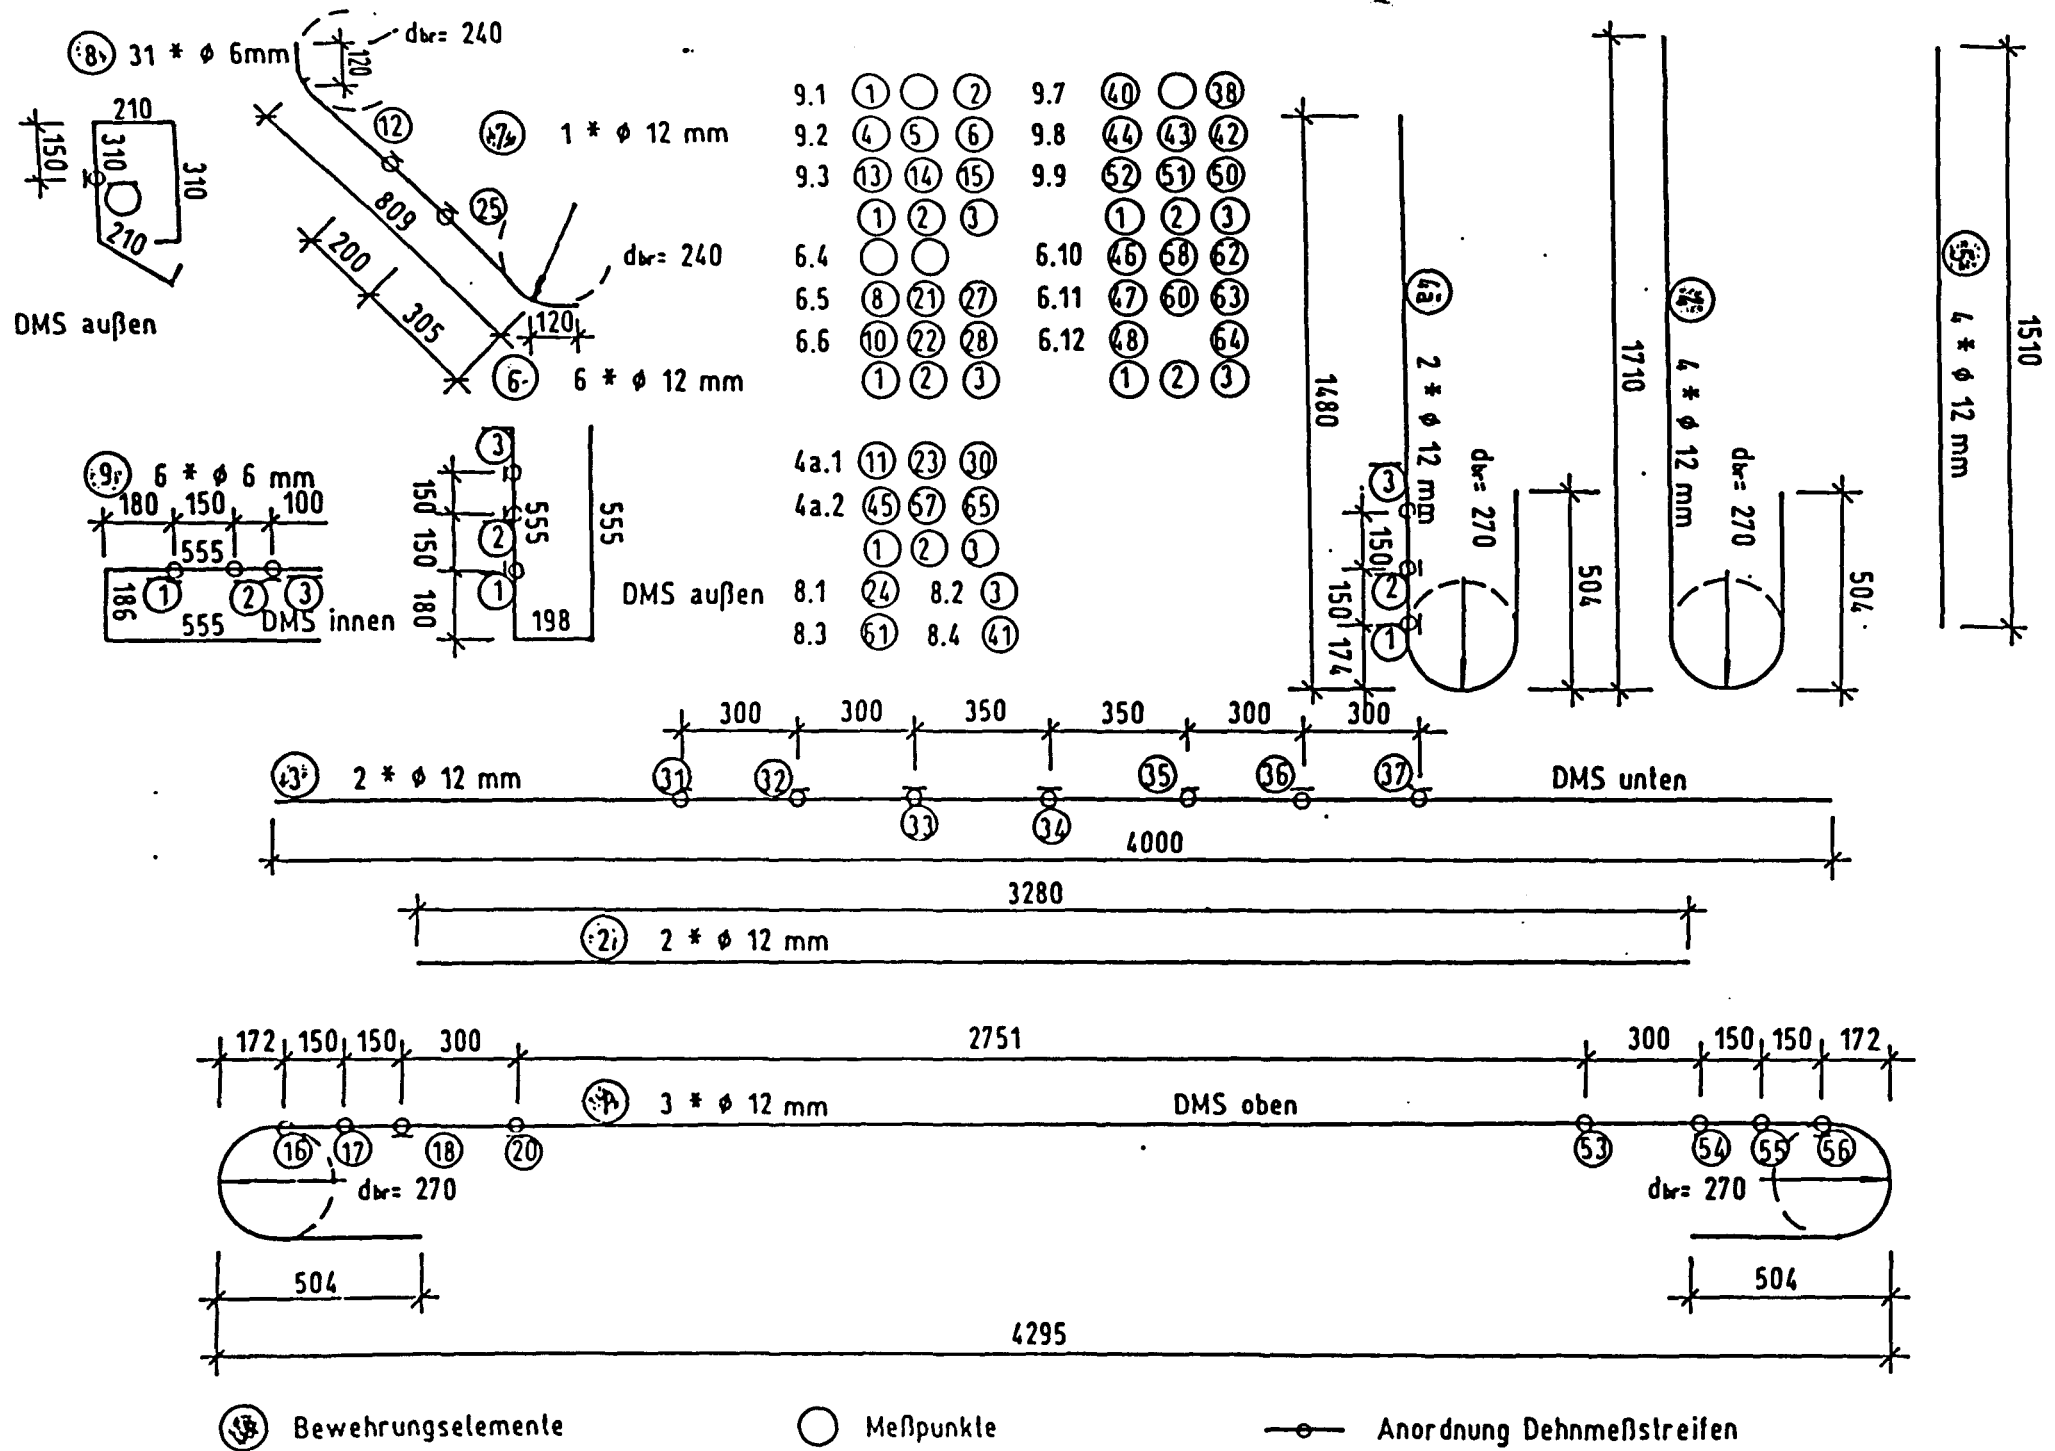 8 31 * ϕ 6mm
dbr= 240
120
210
150
310
310
210
DMS außen
12
7 1 * ϕ 12 mm
809
25
200
305
dbr= 240
120
6 6 * ϕ 12 mm
9.1 1 2
9.2 4 5 6
9.3 13 14 15
1 2 3
6.4
6.5 8 21 27
6.6 10 22 28
1 2 3
9.7 40 38
9.8 44 43 42
9.9 52 51 50
1 2 3
6.10 46 58 62
6.11 47 60 63
6.12 48 64
1 2 3
4a.1 11 23 30
4a.2 45 57 65
1 2 3
8.1 24 8.2 3
8.3 61 8.4 41
9 6 * ϕ 6 mm
180 150 100
555
186
1 2 3
555
DMS innen
3
150
2
150
1
180
555
555
198
DMS außen
1480
4a
2 * ϕ 12 mm
dbr= 270
3
150
2
150
1
174
504
1710
4 * ϕ 12 mm
dbr= 270
504
5
4 * ϕ 12 mm
1510
300 300 350 350 300 300
3 2 * ϕ 12 mm
31 32 33 34 35 36 37
DMS unten
4000
3280
2 2 * ϕ 12 mm
172 150 150 300 2751 300 150 150 172
3 * ϕ 12 mm
DMS oben
16 17 18 20
53 54 55 56
dbr= 270
dbr= 270
504
504
4295
Bewehrungselemente
Meßpunkte
Anordnung Dehnmeßstreifen